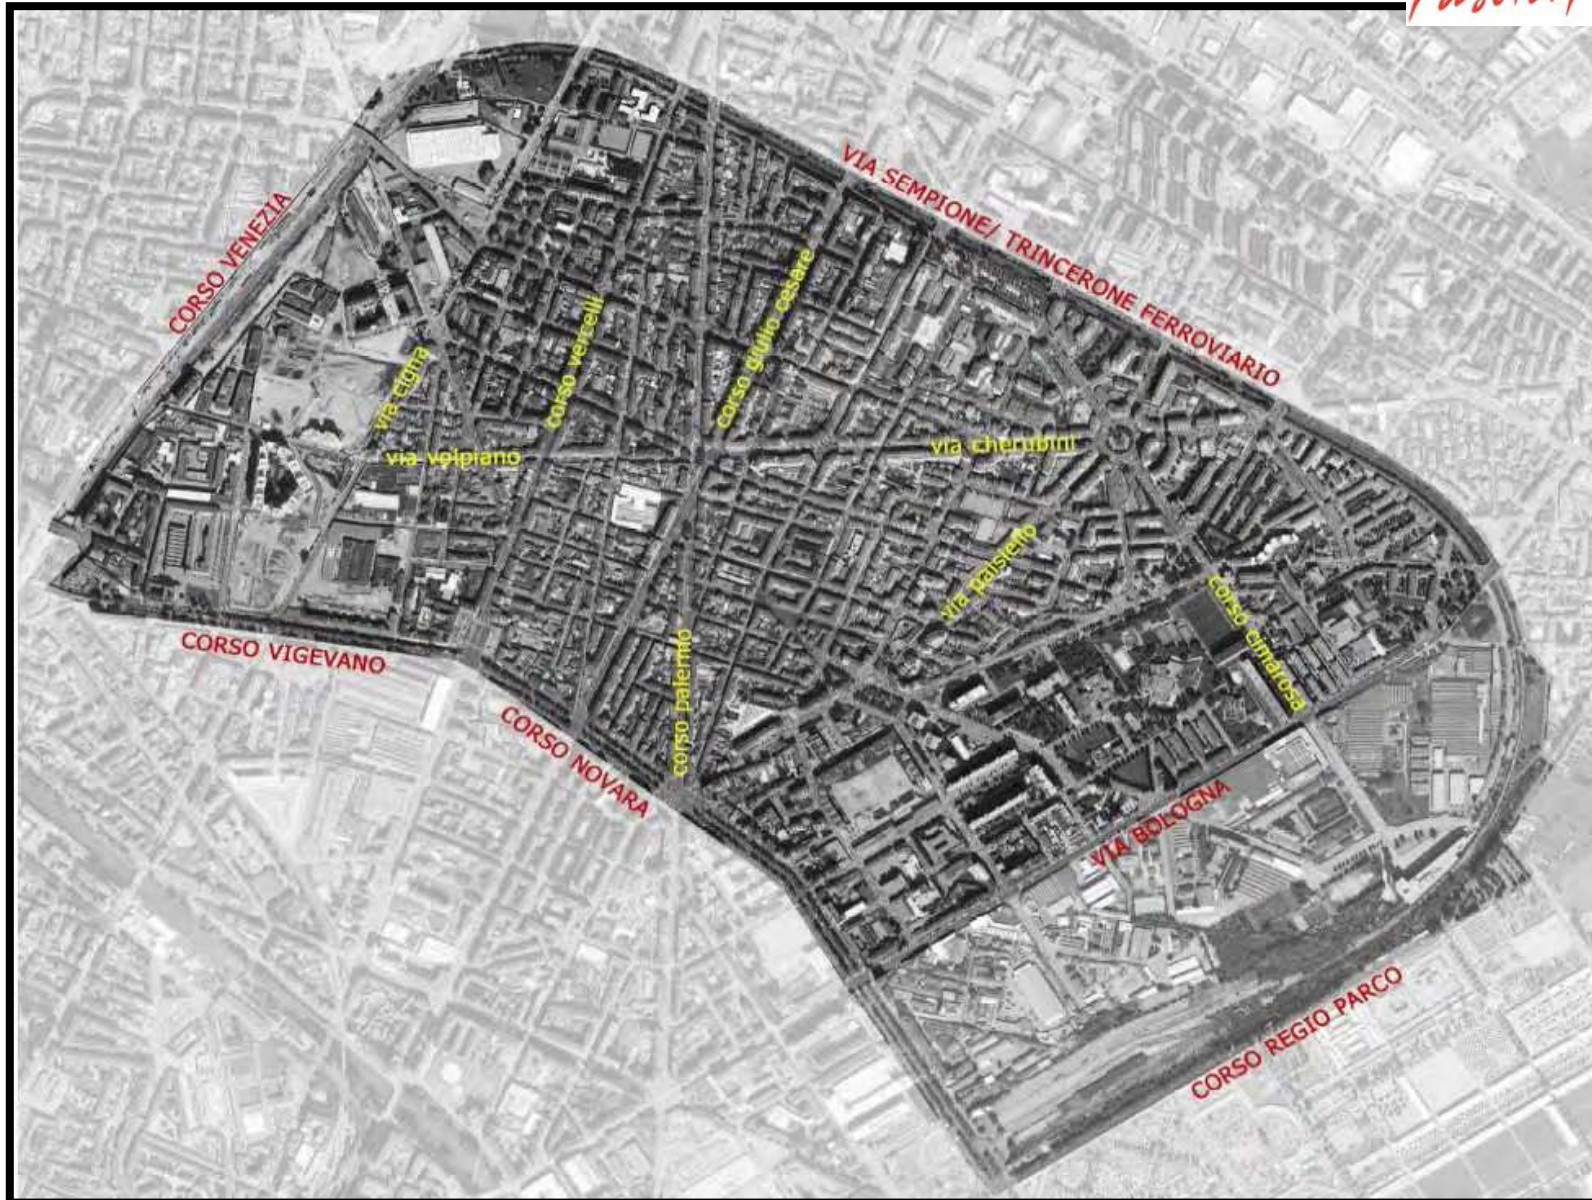 VIA SEMPIONE/ TRINCERONE FERROVIARIO
CORSO VENEZIA
corso giulio cesare
corso vercelli
via cigna
via volpiano
via cherubini
via paisiello
corso cimarosa
CORSO VIGEVANO
corso palermo
CORSO NOVARA
VIA BOLOGNA
CORSO REGIO PARCO